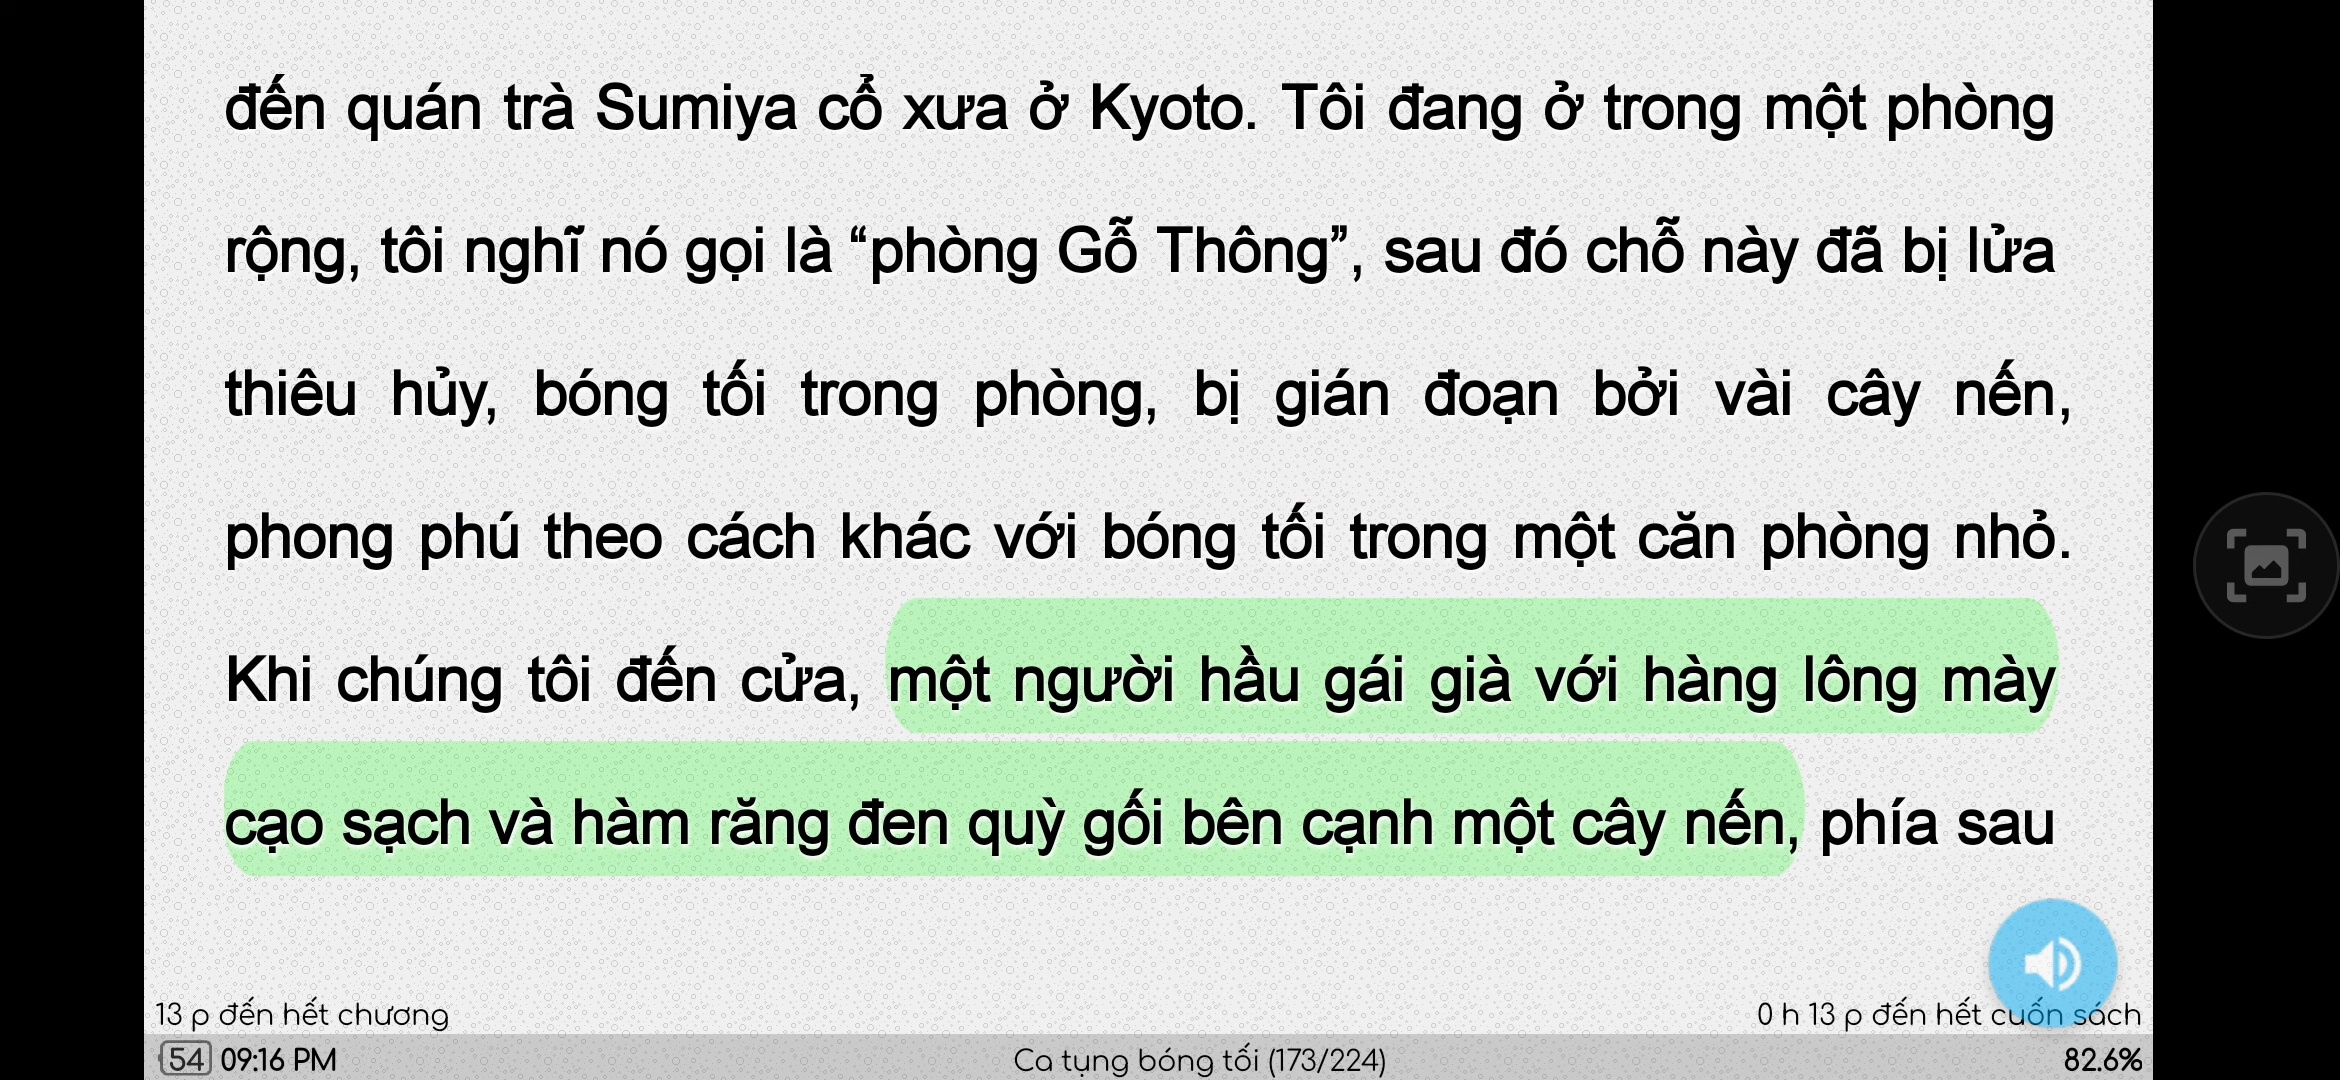 đến quán trà Sumiya cổ xưa ở Kyoto. Tôi đang ở trong một phòng
rộng, tôi nghĩ nó gọi là “phòng Gỗ Thông”, sau đó chỗ này đã bị lửa
thiêu hủy, bóng tối trong phòng, bị gián đoạn bởi vài cây nến,
phong phú theo cách khác với bóng tối trong một căn phòng nhỏ.
Khi chúng tôi đến cửa, một người hầu gái già với hàng lông mày
cạo sạch và hàm răng đen quỳ gối bên cạnh một cây nến, phía sau
13 p đến hết chương
0 h 13 p đến hết cuốn sách
54 09:16 PM
Ca tụng bóng tối (173/224)
82.6%